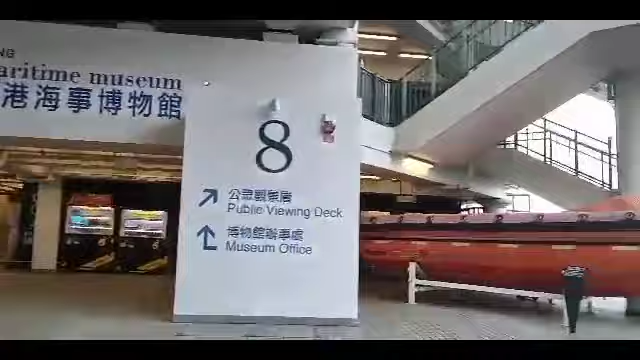 NG
aritime museum
港海事博物館
8
公眾觀景層
Public Viewing Deck
博物館辦事處
Museum Office